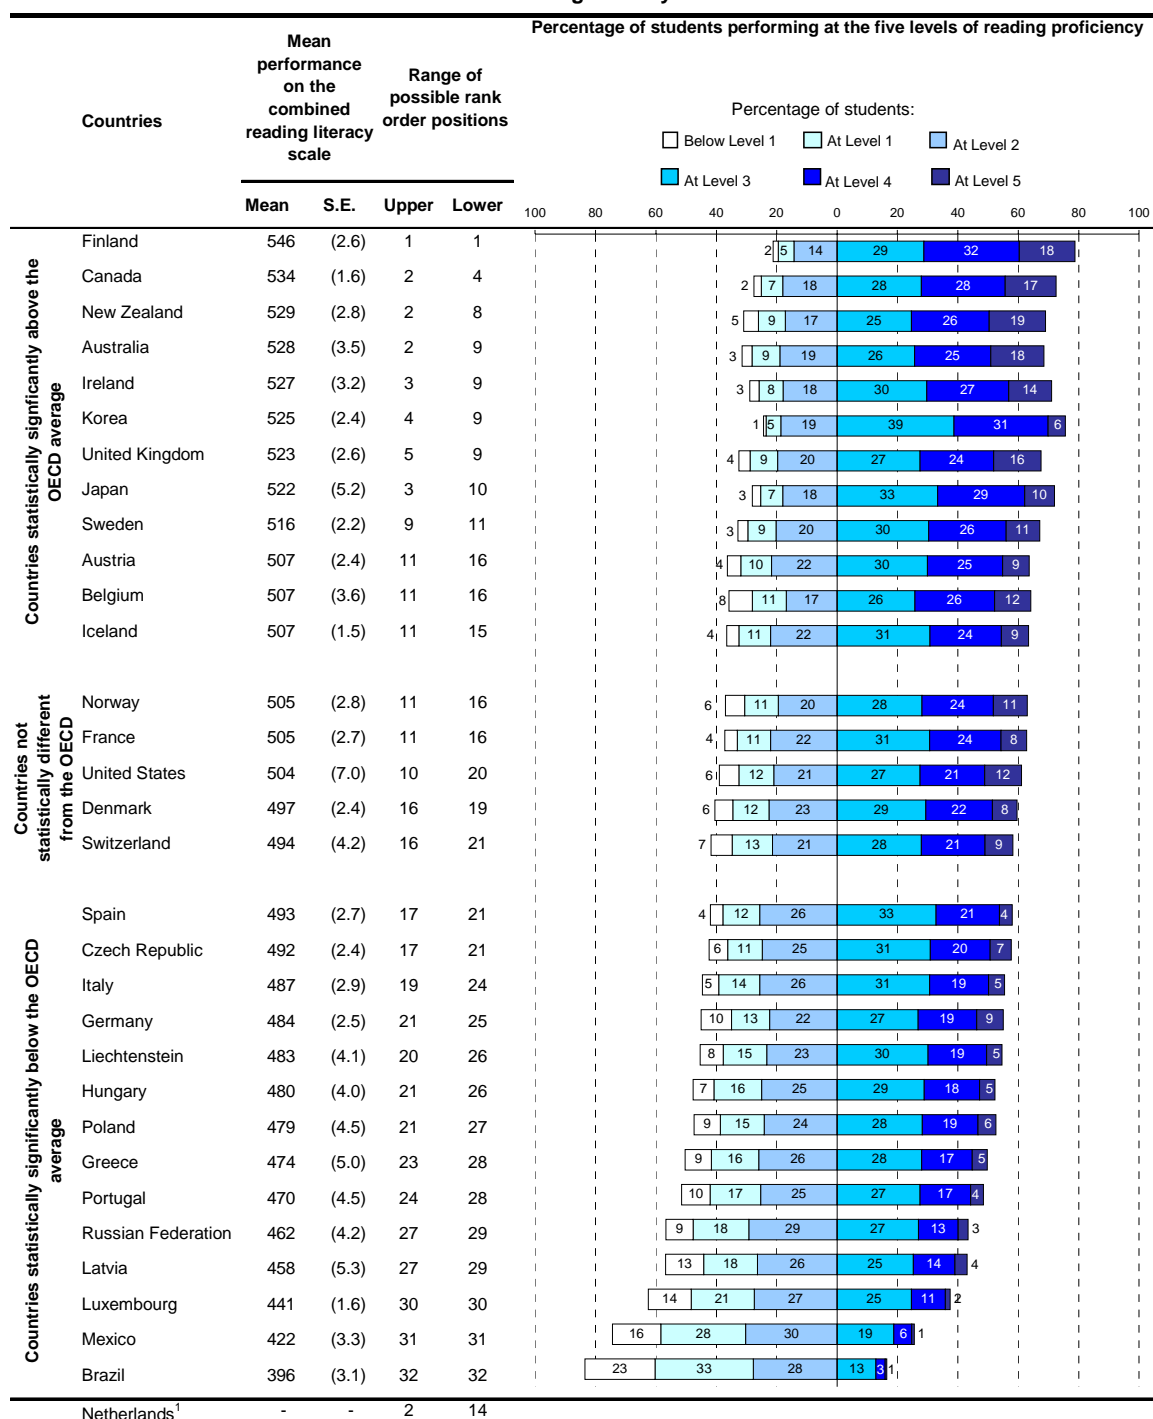 Percentage of students performing at the five levels of reading proficiency
Mean
performance
on the
combined
reading literacy
scale
Range of
possible rank
order positions
Countries
Percentage of students:
Below Level 1 At Level 1 At Level 2
At Level 3 At Level 4 At Level 5
Mean S.E. Upper Lower
100 80 60 40 20 0 20 40 60 80 100
Countries statistically signficantly above the
OECD average
Finland 546 (2.6) 1 1 2 5 14 29 32 18
Canada 534 (1.6) 2 4 2 7 18 28 28 17
New Zealand 529 (2.8) 2 8 5 9 17 25 26 19
Australia 528 (3.5) 2 9 3 9 19 26 25 18
Ireland 527 (3.2) 3 9 3 8 18 30 27 14
Korea 525 (2.4) 4 9 1 5 19 39 31 6
United Kingdom 523 (2.6) 5 9 4 9 20 27 24 16
Japan 522 (5.2) 3 10 3 7 18 33 29 10
Sweden 516 (2.2) 9 11 3 9 20 30 26 11
Austria 507 (2.4) 11 16 4 10 22 30 25 9
Belgium 507 (3.6) 11 16 8 11 17 26 26 12
Iceland 507 (1.5) 11 15 4 11 22 31 24 9
Countries not
statistically different
from the OECD
Norway 505 (2.8) 11 16 6 11 20 28 24 11
France 505 (2.7) 11 16 4 11 22 31 24 8
United States 504 (7.0) 10 20 6 12 21 27 21 12
Denmark 497 (2.4) 16 19 6 12 23 29 22 8
Switzerland 494 (4.2) 16 21 7 13 21 28 21 9
Countries statistically significantly below the OECD
average
Spain 493 (2.7) 17 21 4 12 26 33 21 4
Czech Republic 492 (2.4) 17 21 6 11 25 31 20 7
Italy 487 (2.9) 19 24 5 14 26 31 19 5
Germany 484 (2.5) 21 25 10 13 22 27 19 9
Liechtenstein 483 (4.1) 20 26 8 15 23 30 19 5
Hungary 480 (4.0) 21 26 7 16 25 29 18 5
Poland 479 (4.5) 21 27 9 15 24 28 19 6
Greece 474 (5.0) 23 28 9 16 26 28 17 5
Portugal 470 (4.5) 24 28 10 17 25 27 17 4
Russian Federation 462 (4.2) 27 29 9 18 29 27 13 3
Latvia 458 (5.3) 27 29 13 18 26 25 14 4
Luxembourg 441 (1.6) 30 30 14 21 27 25 11 2
Mexico 422 (3.3) 31 31 16 28 30 19 6 1
Brazil 396 (3.1) 32 32 23 33 28 13 3 1
Netherlands1 - - 2 14